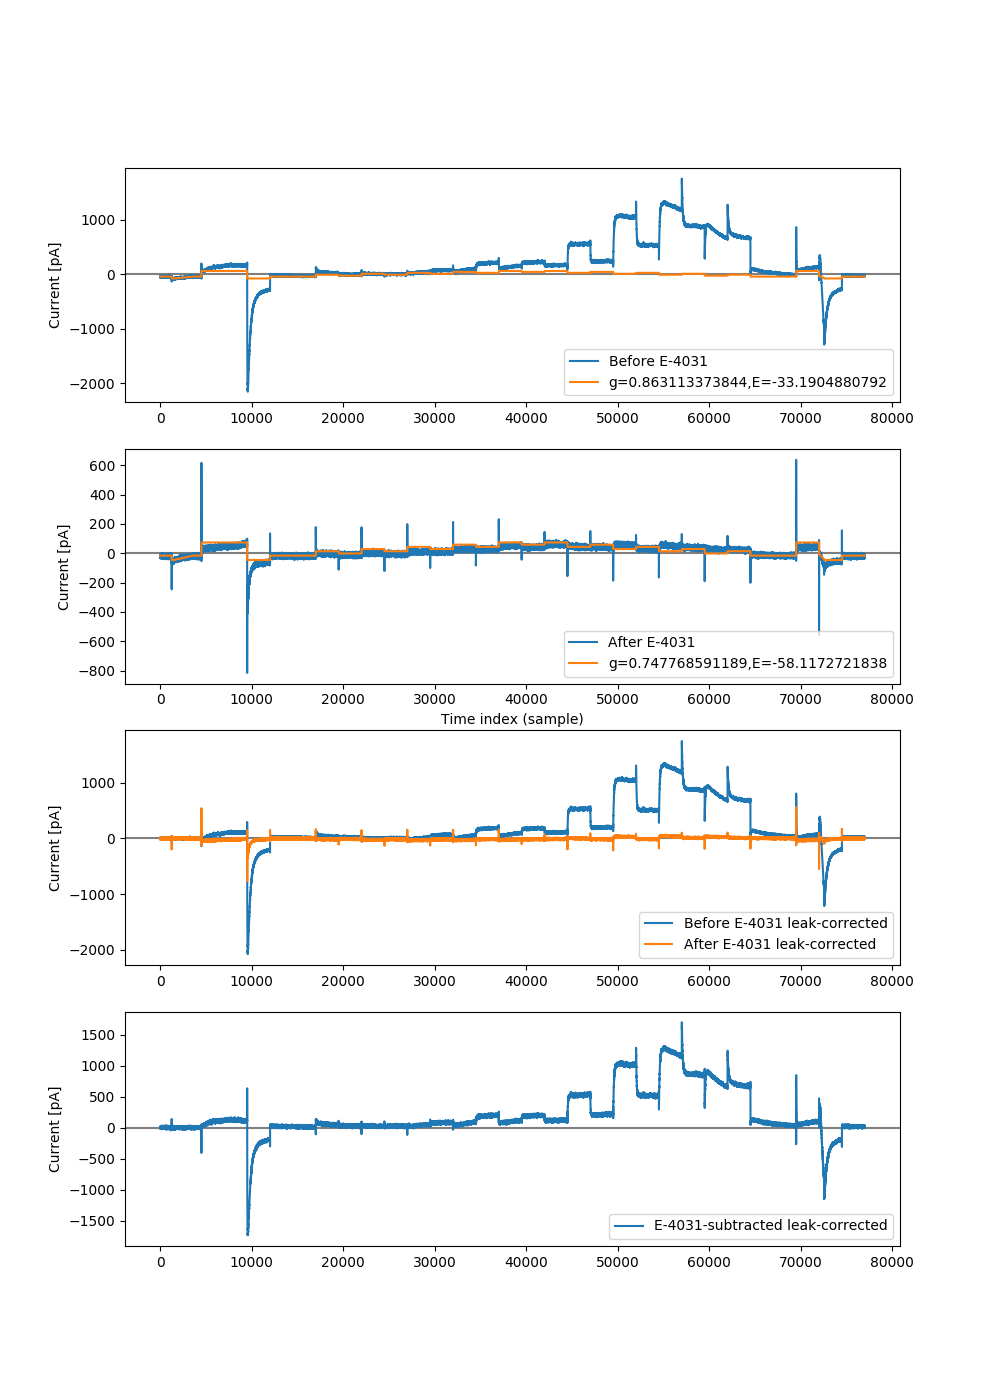 1000
0
−1000
−2000
Current [pA]
Before E-4031
g=0.863113373844,E=-33.1904880792
0 10000 20000 30000 40000 50000 60000 70000 80000
600
400
200
0
−200
−400
−600
−800
Current [pA]
After E-4031
g=0.747768591189,E=-58.1172721838
0 10000 20000 30000 40000 50000 60000 70000 80000
Time index (sample)
1000
0
−1000
−2000
Current [pA]
Before E-4031 leak-corrected
After E-4031 leak-corrected
0 10000 20000 30000 40000 50000 60000 70000 80000
1500
1000
500
0
−500
−1000
−1500
Current [pA]
E-4031-subtracted leak-corrected
0 10000 20000 30000 40000 50000 60000 70000 80000